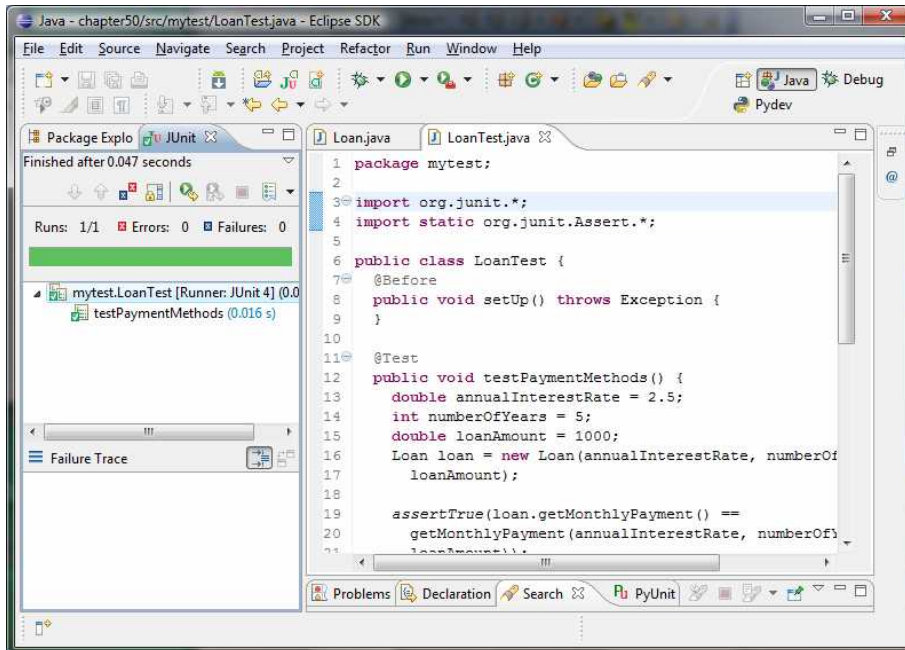 Java - chapter50/src/mytest/LoanTest.java - Eclipse SDK
File Edit Source Navigate Search Project Refactor Run Window Help
Java Debug
Pydev
Package Explo JUnit
Finished after 0.047 seconds
Runs: 1/1 Errors: 0 Failures: 0
mytest.LoanTest [Runner: JUnit 4] (0.0
testPaymentMethods (0.016 s)
Failure Trace
Loan.java LoanTest.java
1 package mytest;
2
3 import org.junit.*;
4 import static org.junit.Assert.*;
5
6 public class LoanTest {
7 @Before
8 public void setUp() throws Exception {
9 }
10
11 @Test
12 public void testPaymentMethods() {
13 double annualInterestRate = 2.5;
14 int numberOfYears = 5;
15 double loanAmount = 1000;
16 Loan loan = new Loan(annualInterestRate, numberOf
17 loanAmount);
18
19 assertTrue(loan.getMonthlyPayment() ==
20 getMonthlyPayment(annualInterestRate, numberOfY
21 loanAmount));
Problems Declaration Search PyUnit